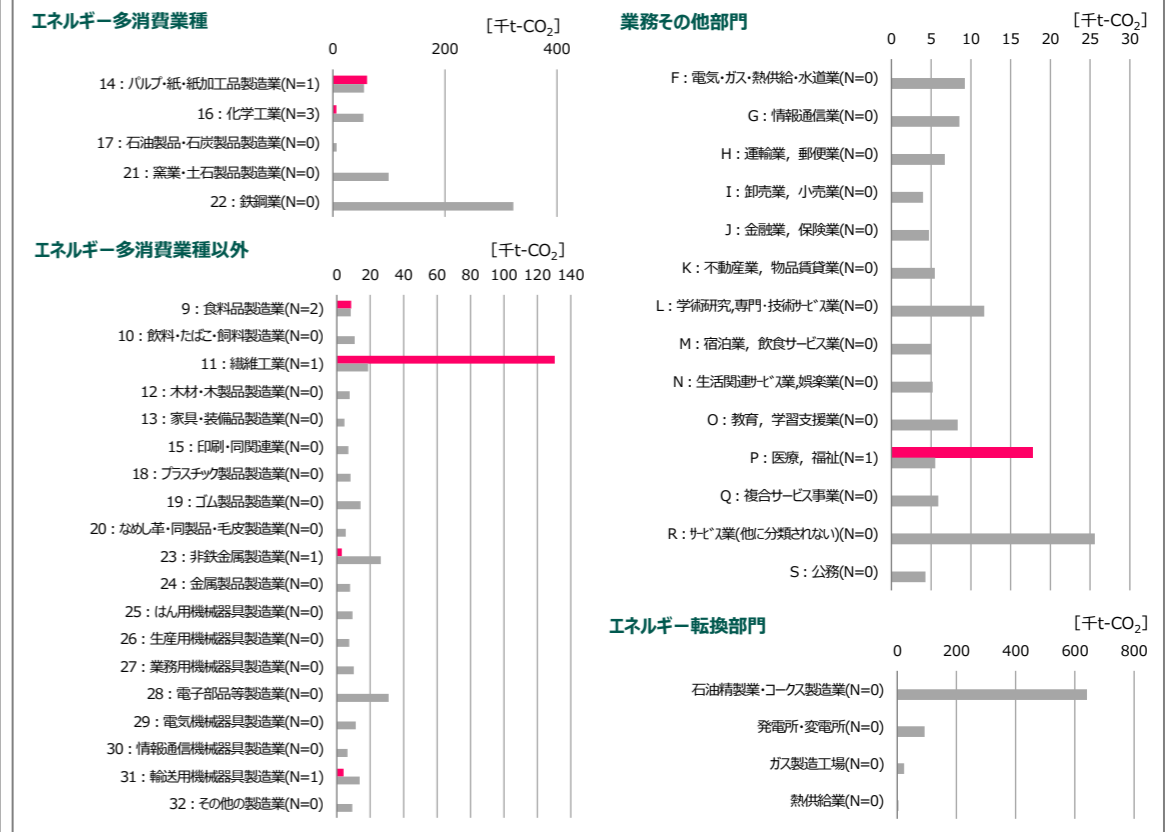 エネルギー多消費業種
[千t-CO2]
0 200 400
14：パルプ・紙・紙加工品製造業(N=1)
16：化学工業(N=3)
17：石油製品・石炭製品製造業(N=0)
21：窯業・土石製品製造業(N=0)
22：鉄鋼業(N=0)
エネルギー多消費業種以外
[千t-CO2]
0 20 40 60 80 100 120 140
9：食料品製造業(N=2)
10：飲料・たばこ・飼料製造業(N=0)
11：繊維工業(N=1)
12：木材・木製品製造業(N=0)
13：家具・装備品製造業(N=0)
15：印刷・同関連業(N=0)
18：プラスチック製品製造業(N=0)
19：ゴム製品製造業(N=0)
20：なめし革・同製品・毛皮製造業(N=0)
23：非鉄金属製造業(N=1)
24：金属製品製造業(N=0)
25：はん用機械器具製造業(N=0)
26：生産用機械器具製造業(N=0)
27：業務用機械器具製造業(N=0)
28：電子部品等製造業(N=0)
29：電気機械器具製造業(N=0)
30：情報通信機械器具製造業(N=0)
31：輸送用機械器具製造業(N=1)
32：その他の製造業(N=0)
業務その他部門
[千t-CO2]
0 5 10 15 20 25 30
F：電気・ガス・熱供給・水道業(N=0)
G：情報通信業(N=0)
H：運輸業，郵便業(N=0)
I：卸売業，小売業(N=0)
J：金融業，保険業(N=0)
K：不動産業，物品賃貸業(N=0)
L：学術研究,専門・技術サービス業(N=0)
M：宿泊業，飲食サービス業(N=0)
N：生活関連サービス業,娯楽業(N=0)
O：教育，学習支援業(N=0)
P：医療，福祉(N=1)
Q：複合サービス事業(N=0)
R：サービス業(他に分類されない)(N=0)
S：公務(N=0)
エネルギー転換部門
[千t-CO2]
0 200 400 600 800
石油精製業・コークス製造業(N=0)
発電所・変電所(N=0)
ガス製造工場(N=0)
熱供給業(N=0)